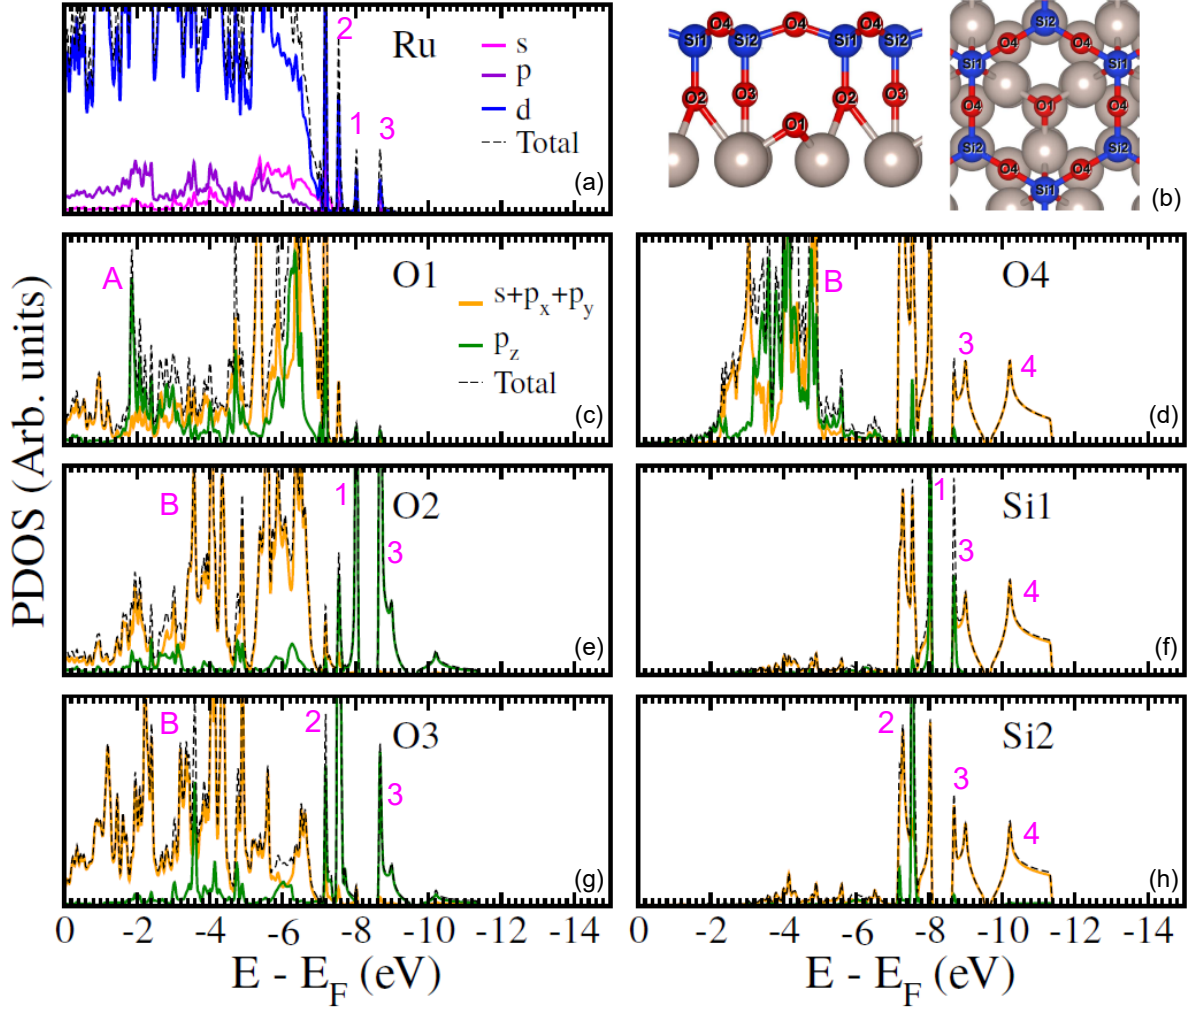 Ru
s
p
d
Total
2
1
3
(a)
O4 O4 O4
Si1 Si2 Si1 Si2
O2 O3 O2 O3
O1
Si2
O4 O4
Si1 Si1
O4 O1 O4
Si2 Si2
O4 O4
Si1
(b)
PDOS (Arb. units)
A
O1
s+px+py
pz
Total
(c)
B
O4
3
4
(d)
B
O2
1
3
(e)
1
Si1
3
4
(f)
B
2
O3
3
(g)
2
Si2
3
4
(h)
0 -2 -4 -6 -8 -10 -12 -14
E - EF (eV)
0 -2 -4 -6 -8 -10 -12 -14
E - EF (eV)